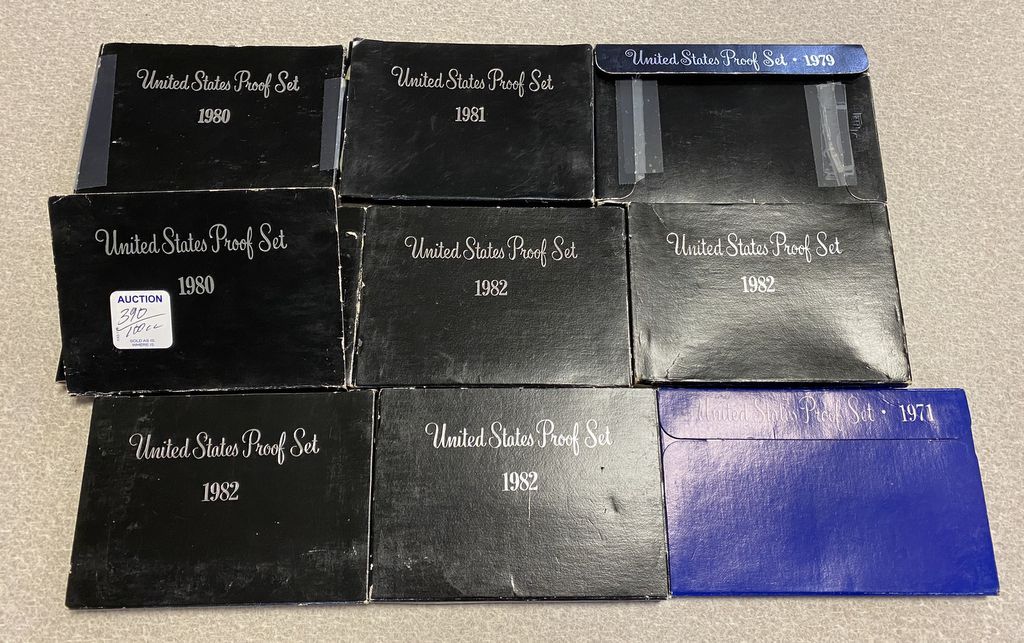 United States Proof Set
1980
United States Proof Set
1981
United States Proof Set • 1979
United States Proof Set
1980
AUCTION
390
SOLD AS IS,
WHERE IS
United States Proof Set
1982
United States Proof Set
1982
United States Proof Set
1982
United States Proof Set
1982
United States Proof Set • 1971